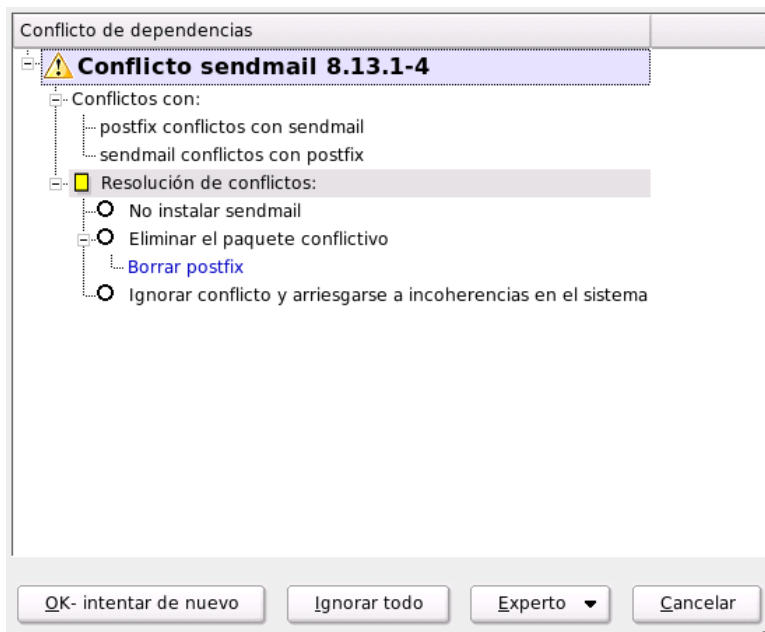 Conflicto de dependencias
Conflicto sendmail 8.13.1-4
Conflictos con:
postfix conflictos con sendmail
sendmail conflictos con postfix
Resolución de conflictos:
No instalar sendmail
Eliminar el paquete conflictivo
Borrar postfix
Ignorar conflicto y arriesgarse a incoherencias en el sistema
OK- intentar de nuevo Ignorar todo Experto Cancelar